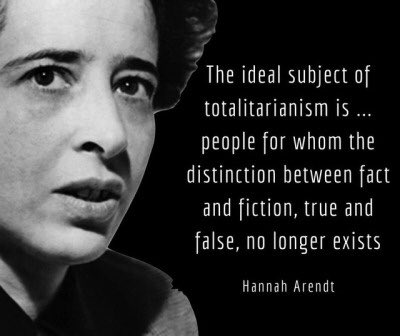 The ideal subject of
totalitarianism is ...
people for whom the
distinction between fact
and fiction, true and
false, no longer exists
Hannah Arendt